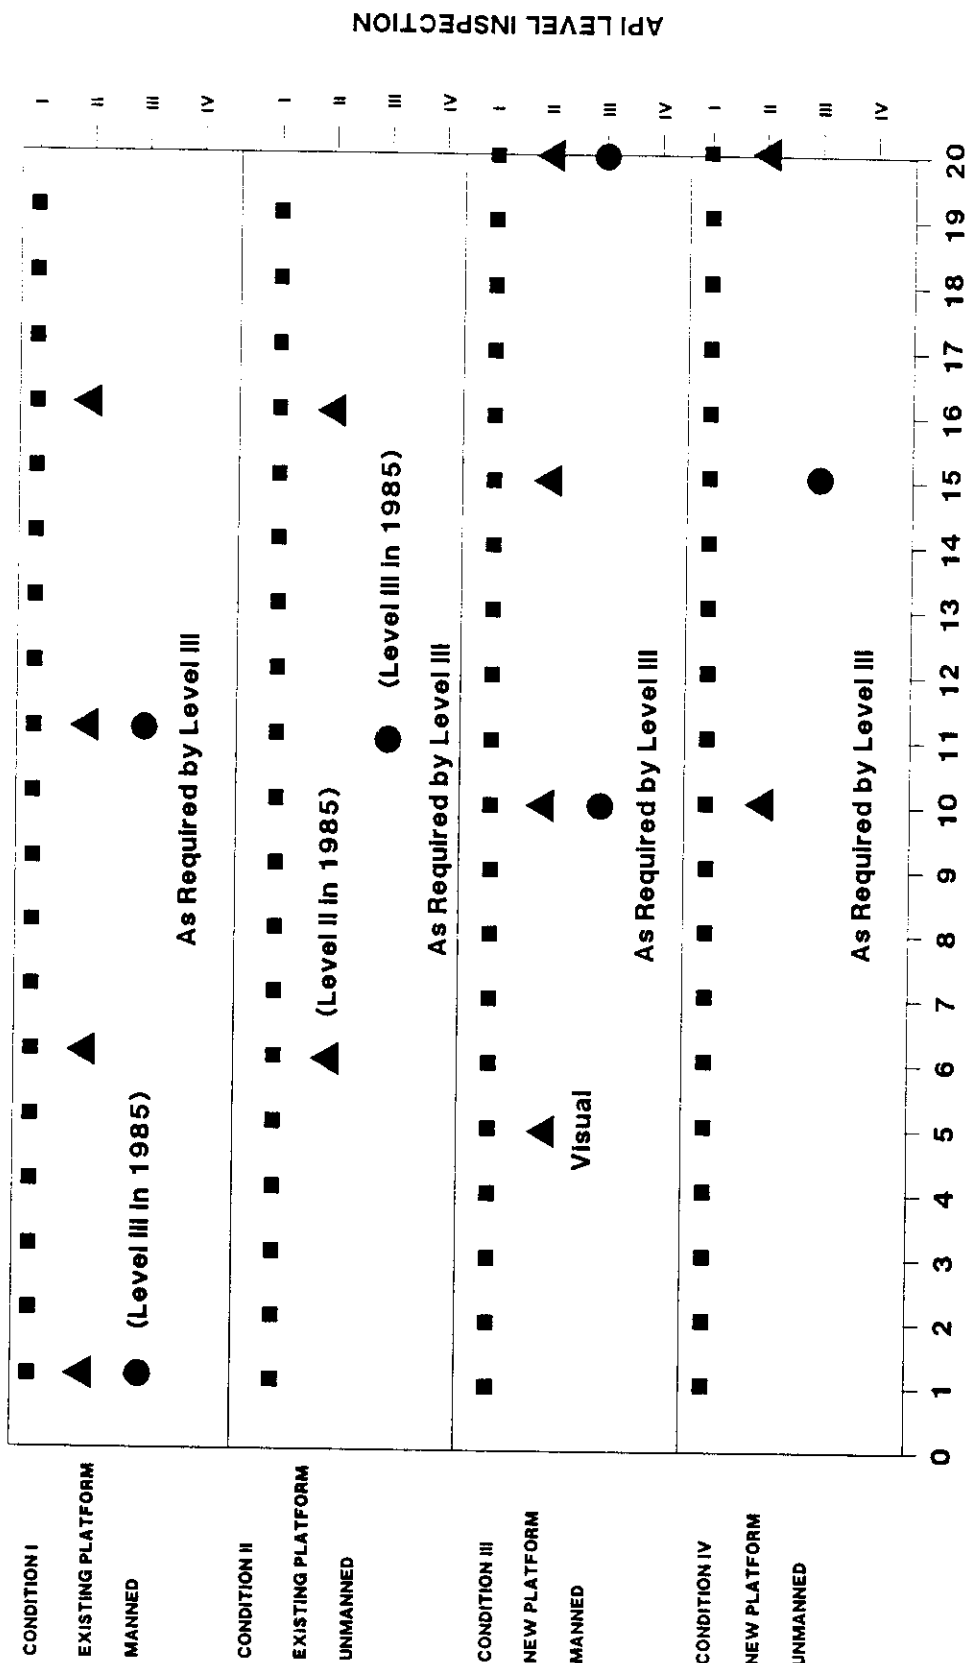 CONDITION I
EXISTING PLATFORM
MANNED
(Level III in 1985)
As Required by Level III
I
II
III
IV
CONDITION II
EXISTING PLATFORM
UNMANNED
(Level II in 1985)
(Level III in 1985)
As Required by Level III
I
II
III
IV
CONDITION III
NEW PLATFORM
MANNED
Visual
As Required by Level III
I
II
III
IV
CONDITION IV
NEW PLATFORM
UNMANNED
As Required by Level III
I
II
III
IV
0 1 2 3 4 5 6 7 8 9 10 11 12 13 14 15 16 17 18 19 20
API LEVEL INSPECTION